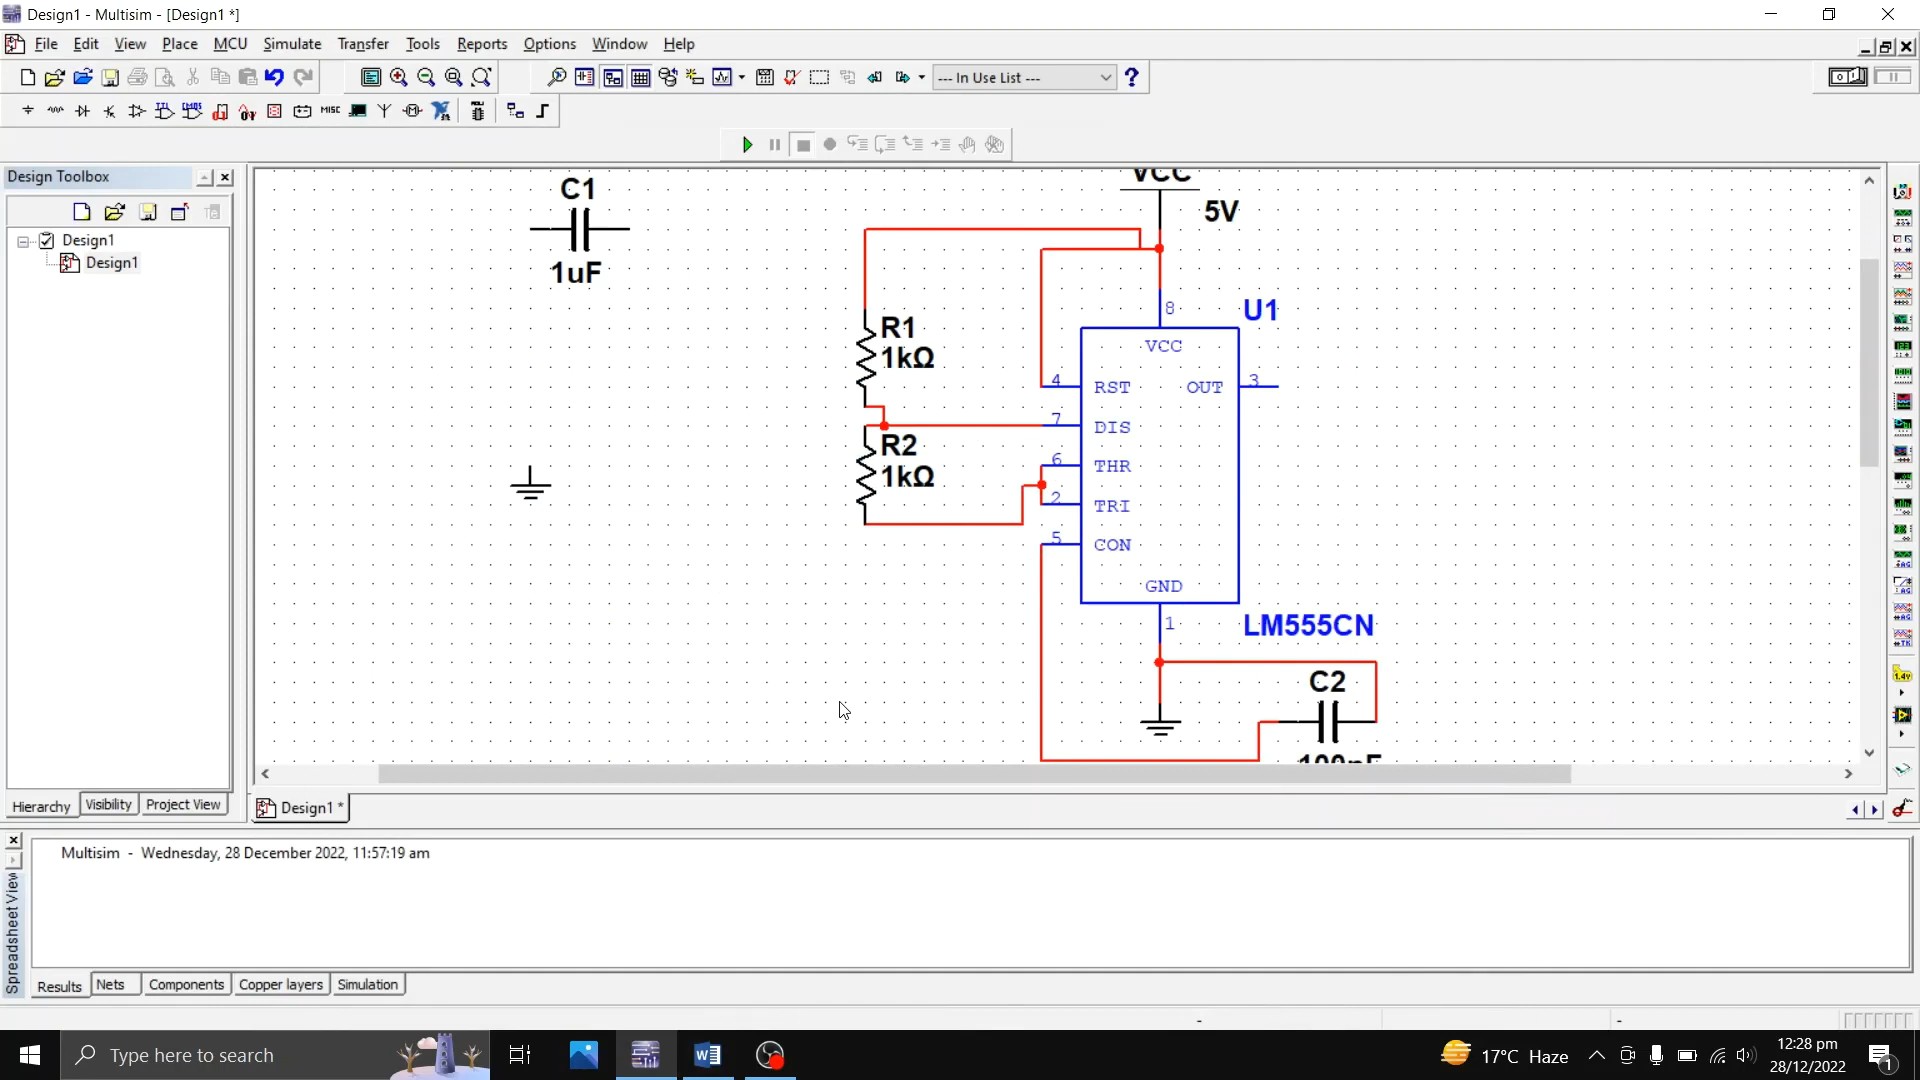 Design1 - Multisim - [Design1 *]
File Edit View Place MCU Simulate Transfer Tools Reports Options Window Help
--- In Use List ---
MISC
Design Toolbox
Design1
Design1
C1
1uF
VCC
5V
8
U1
VCC
R1
1kΩ
4
RST
OUT
3
7
DIS
R2
1kΩ
6
THR
2
TRI
5
CON
GND
1
LM555CN
C2
100nF
Hierarchy Visibility Project View
Design1 *
Multisim - Wednesday, 28 December 2022, 11:57:19 am
Spreadsheet View
Results Nets Components Copper layers Simulation
Type here to search
17°C Haze
12:28 pm
28/12/2022
1